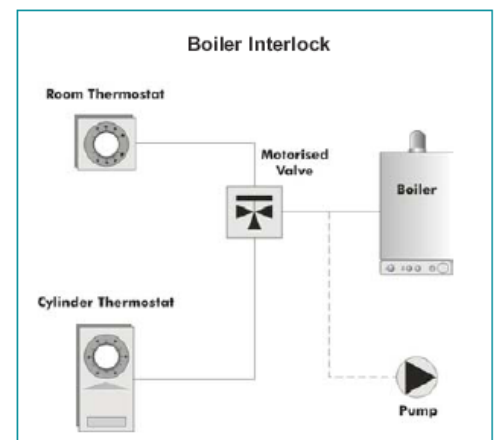 Boiler Interlock
Room Thermostat
Motorised
Valve
Boiler
Cylinder Thermostat
Pump